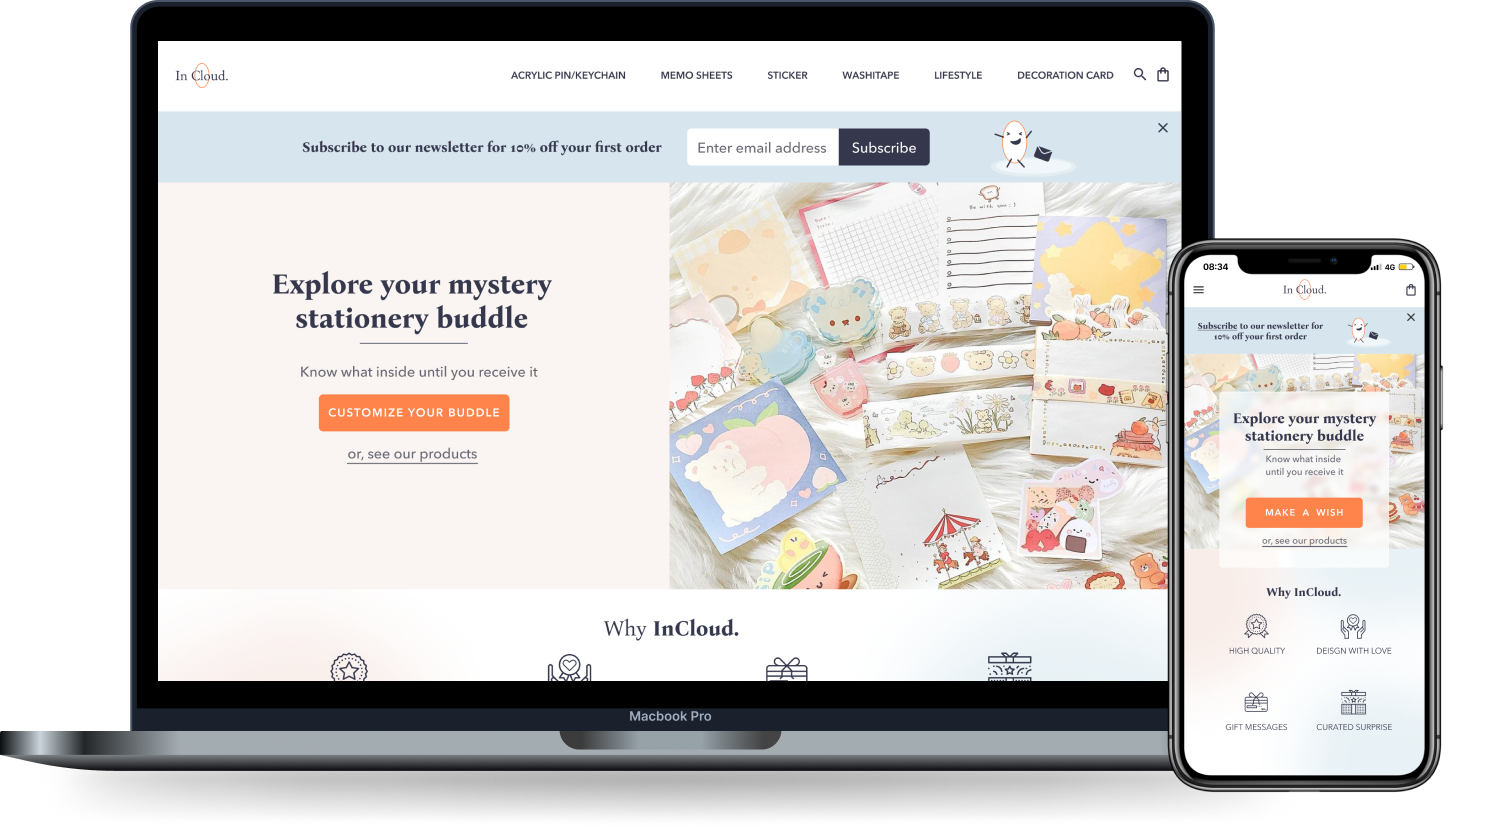 In Cloud.
ACRYLIC PIN/KEYCHAIN MEMO SHEETS STICKER WASHITAPE LIFESTYLE DECORATION CARD
Subscribe to our newsletter for 10% off your first order
Enter email address Subscribe
Explore your mystery
stationery buddle
Know what inside until you receive it
CUSTOMIZE YOUR BUDDLE
or, see our products
Be with you : )
Why InCloud.
Macbook Pro
08:34
4G
In Cloud.
Subscribe to our newsletter for
10% off your first order
Explore your mystery
stationery buddle
Know what inside
until you receive it
MAKE A WISH
or, see our products
Why InCloud.
HIGH QUALITY DEISGN WITH LOVE
GIFT MESSAGES CURATED SURPRISE